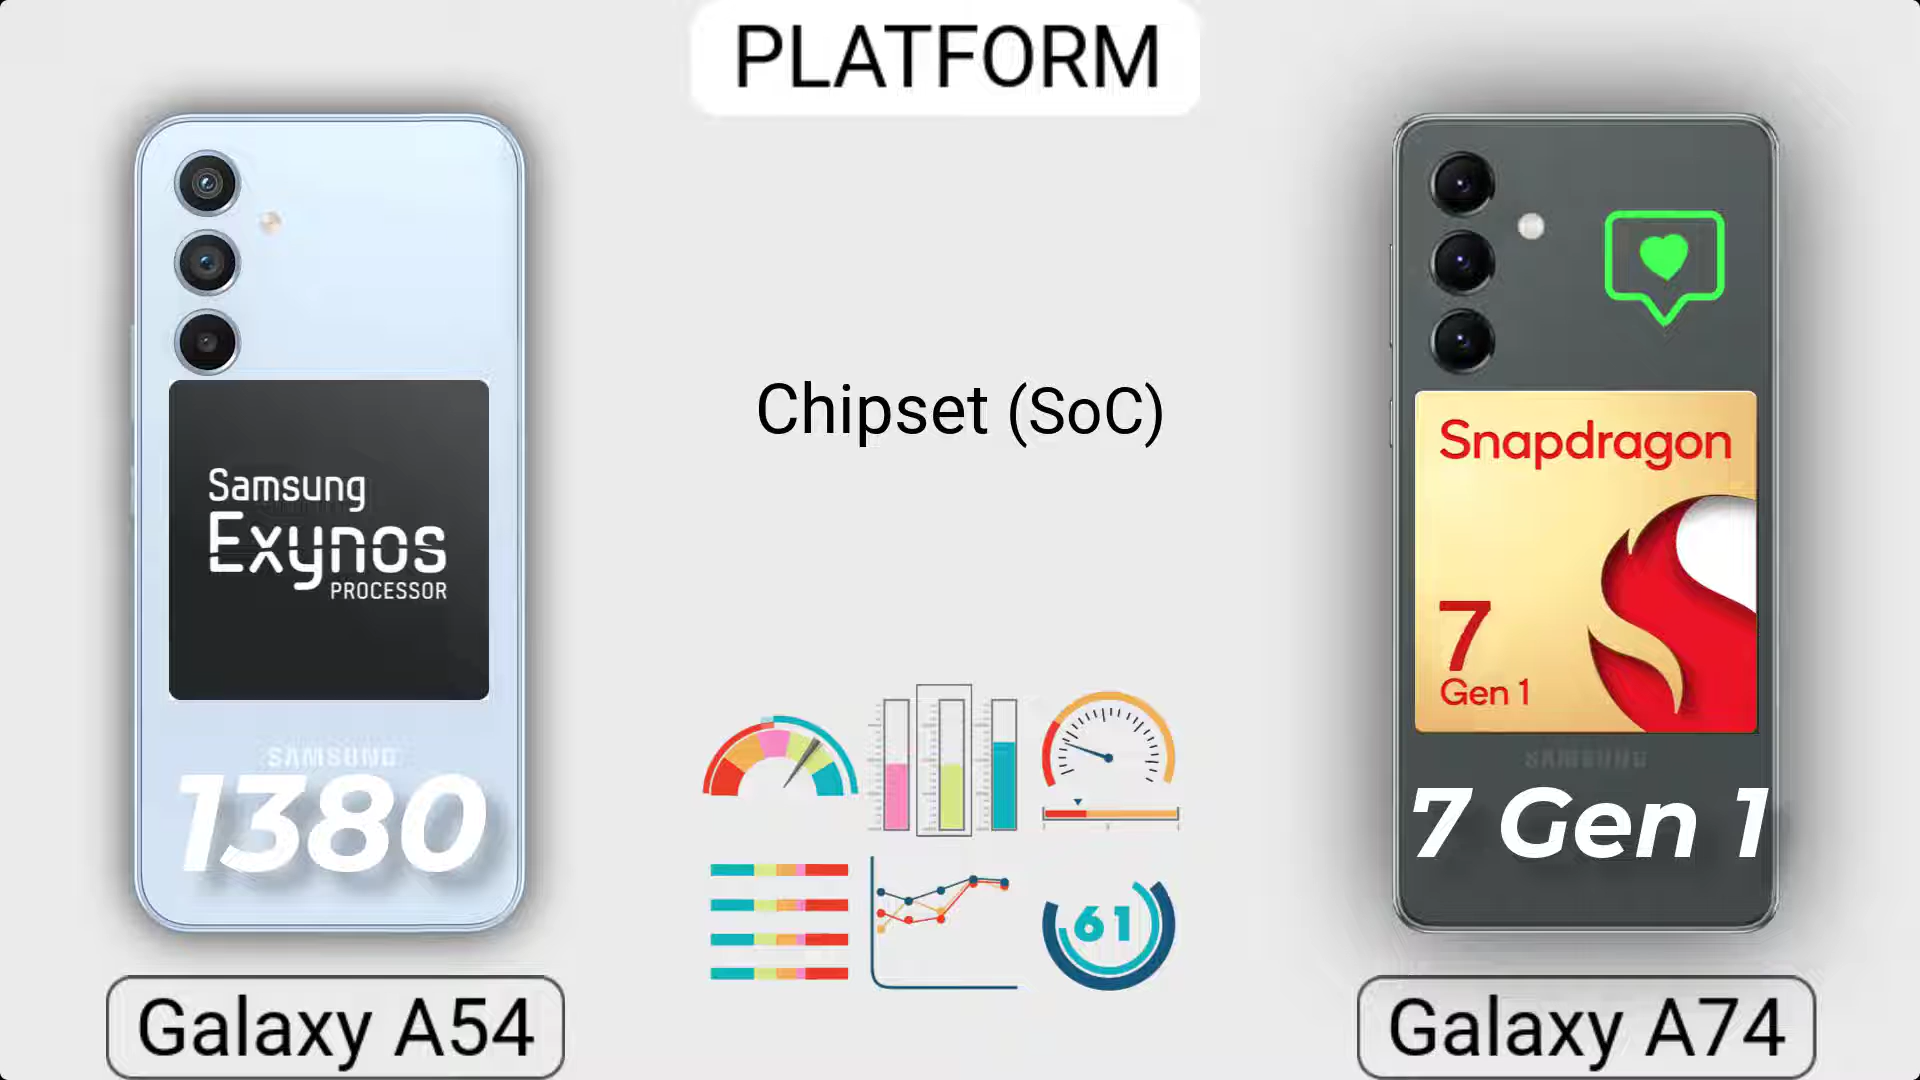 PLATFORM
Chipset (SoC)
Samsung
Exynos
PROCESSOR
SAMSUNG
1380
Galaxy A54
Snapdragon
7
Gen 1
SAMSUNG
7 Gen 1
Galaxy A74
61